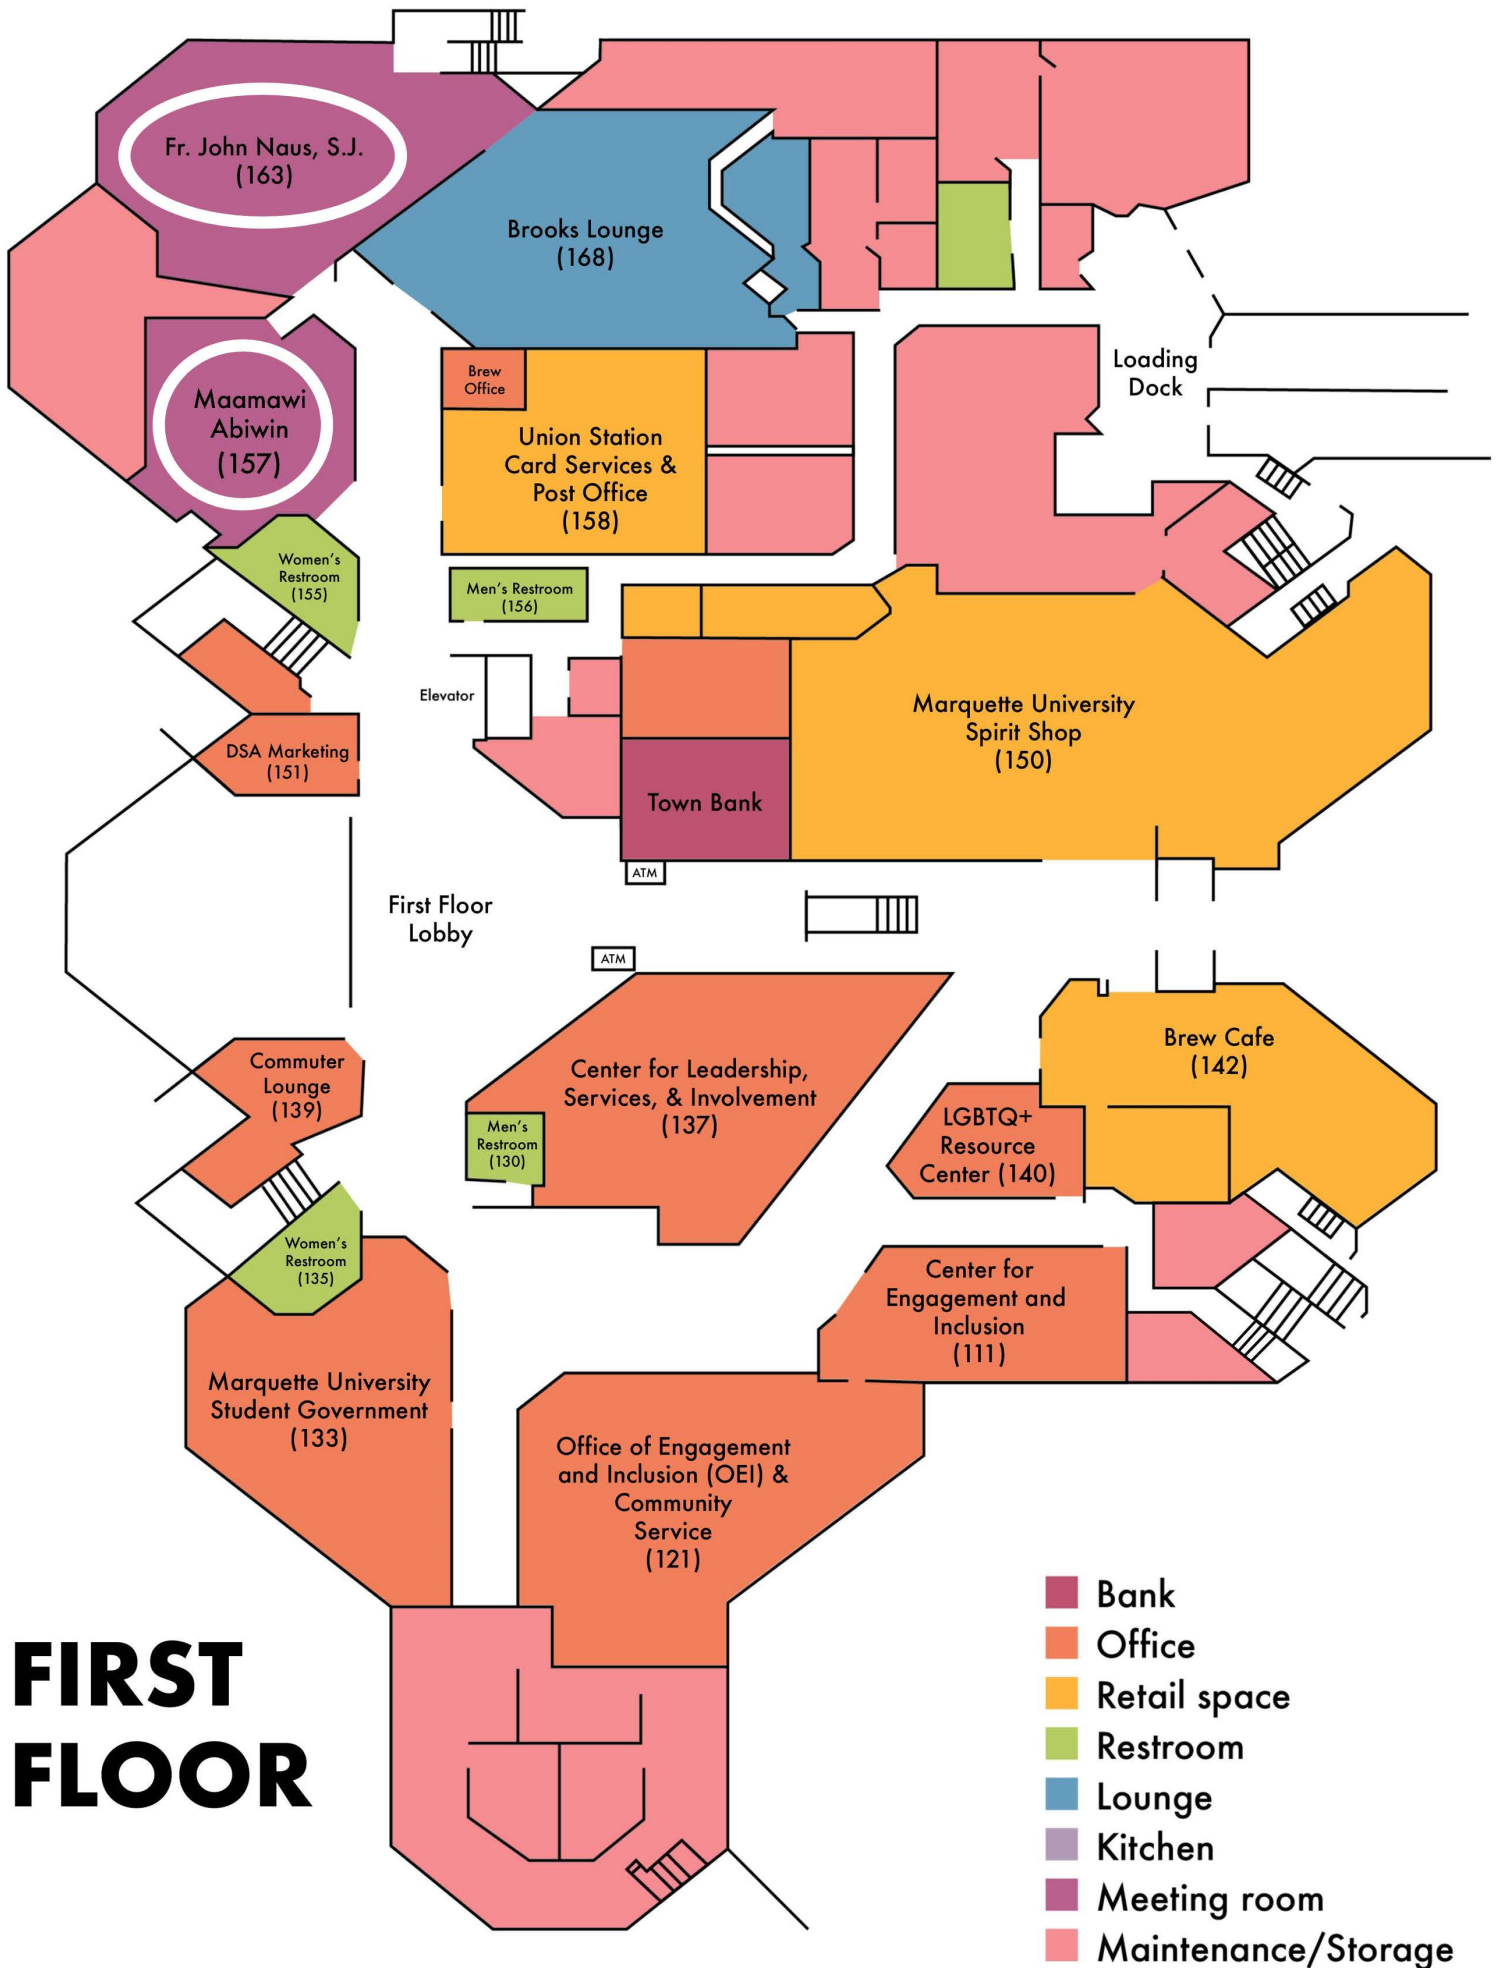 Fr. John Naus, S.J.
(163)
Brooks Lounge
(168)
Maamawi
Abiwin
(157)
Brew
Office
Union Station
Card Services &
Post Office
(158)
Loading
Dock
Women's
Restroom
(155)
Men's Restroom
(156)
Elevator
DSA Marketing
(151)
Marquette University
Spirit Shop
(150)
Town Bank
ATM
First Floor
Lobby
ATM
Commuter
Lounge
(139)
Center for Leadership,
Services, & Involvement
(137)
Men's
Restroom
(130)
Brew Cafe
(142)
LGBTQ+
Resource
Center (140)
Women's
Restroom
(135)
Center for
Engagement and
Inclusion
(111)
Marquette University
Student Government
(133)
Office of Engagement
and Inclusion (OEI) &
Community
Service
(121)
FIRST
FLOOR
Bank
Office
Retail space
Restroom
Lounge
Kitchen
Meeting room
Maintenance/Storage